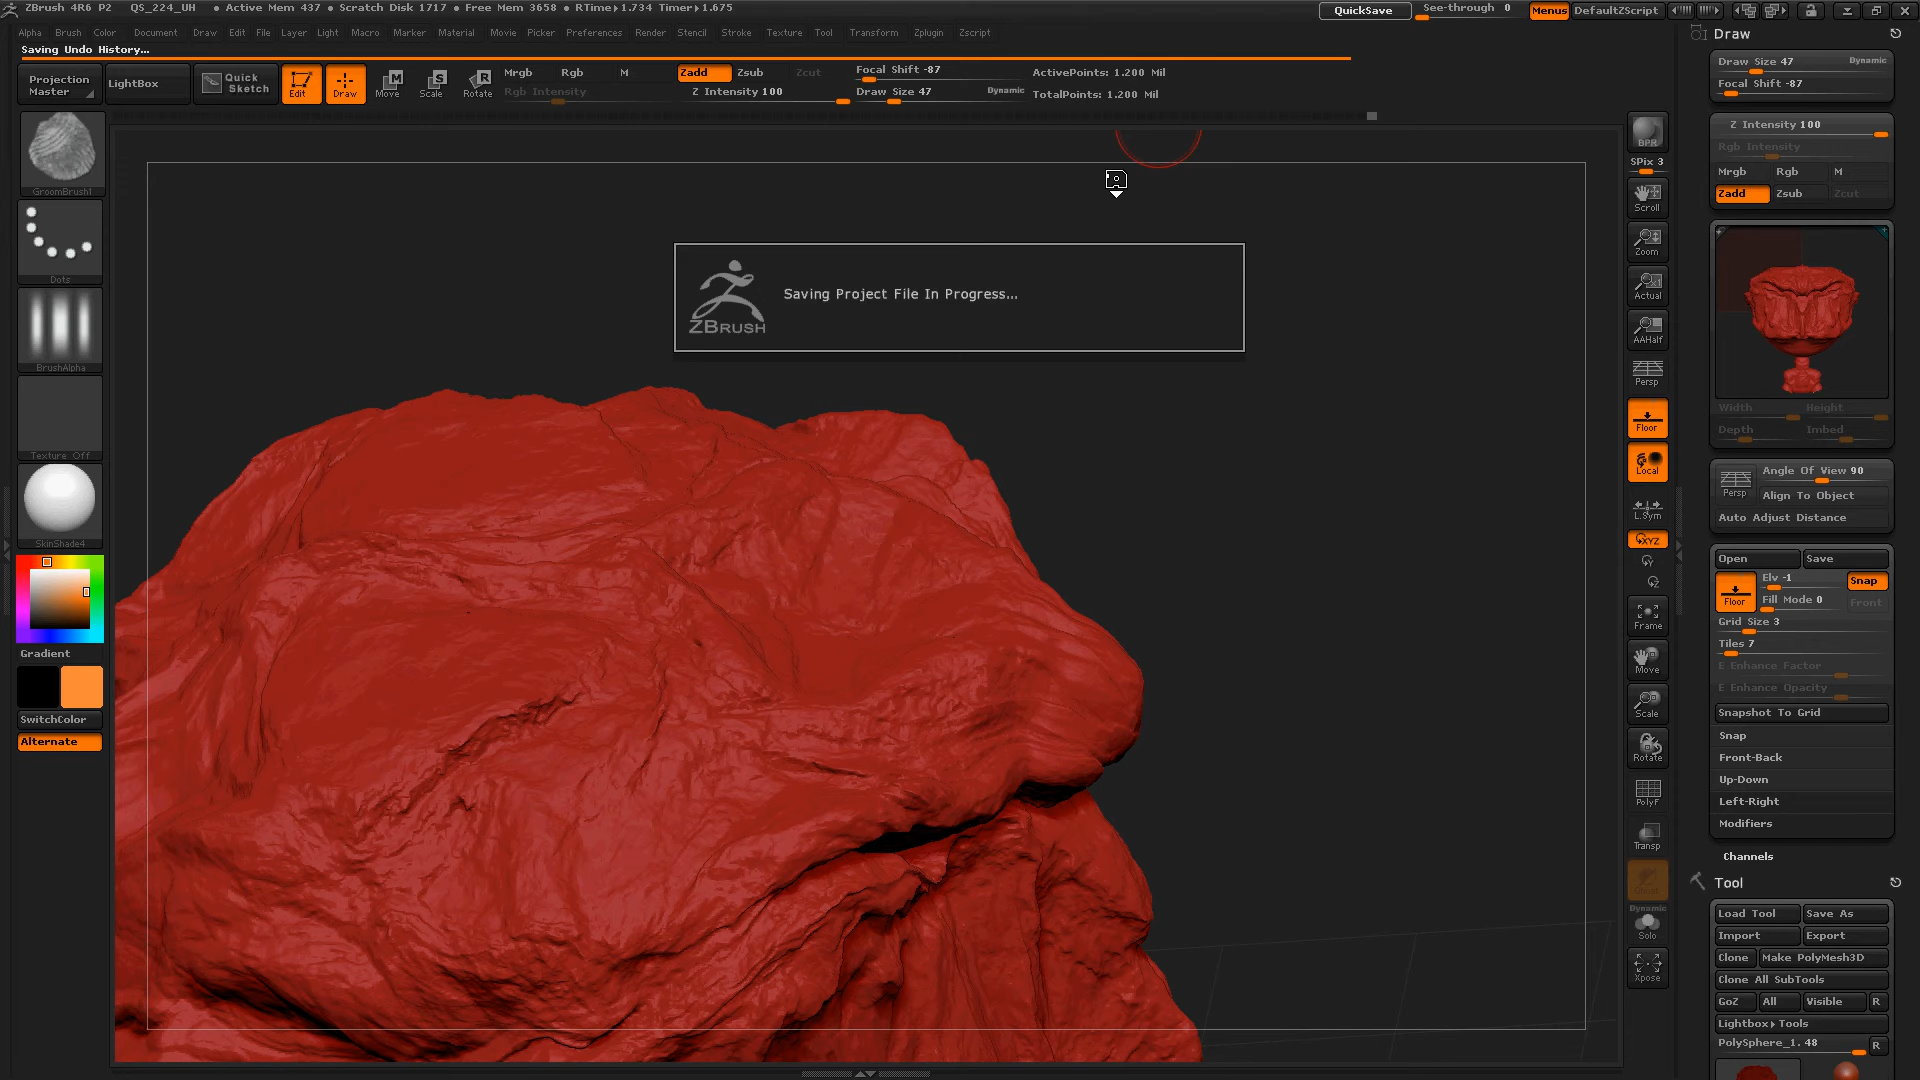 ZBrush 4R6 P2 QS_224_UH • Active Mem 437 • Scratch Disk 1717 • Free Mem 3658 • RTime▸1.734 Timer▸1.675
QuickSave See-through 0 Menus DefaultZScript
Alpha Brush Color Document Draw Edit File Layer Light Macro Marker Material Movie Picker Preferences Render Stencil Stroke Texture Tool Transform Zplugin Zscript
Saving Undo History...
Projection Master
LightBox
Quick Sketch
Edit
Draw
Move
Scale
Rotate
Mrgb Rgb M
Rgb Intensity
Zadd Zsub Zcut
Z Intensity 100
Focal Shift -87
Draw Size 47 Dynamic
ActivePoints: 1.200 Mil
TotalPoints: 1.200 Mil
GroomBrush1
Dots
BrushAlpha
Texture Off
SkinShade4
Gradient
SwitchColor
Alternate
Saving Project File In Progress...
ZBRUSH
BPR
SPix 3
Scroll
Zoom
Actual
AAHalf
Persp
Floor
Local
L.Sym
XYZ
Frame
Move
Scale
Rotate
PolyF
Transp
Ghost
Dynamic
Solo
Xpose
Draw
Draw Size 47 Dynamic
Focal Shift -87
Z Intensity 100
Rgb Intensity
Mrgb Rgb M
Zadd Zsub Zcut
Width Height
Depth Imbed
Persp
Angle Of View 90
Align To Object
Auto Adjust Distance
Open Save
Floor
Elv -1 Snap
Fill Mode 0 Front
Grid Size 3
Tiles 7
E Enhance Factor
E Enhance Opacity
Snapshot To Grid
Snap
Front-Back
Up-Down
Left-Right
Modifiers
Channels
Tool
Load Tool Save As
Import Export
Clone Make PolyMesh3D
Clone All SubTools
GoZ All Visible R
Lightbox▸Tools
PolySphere_1. 48 R